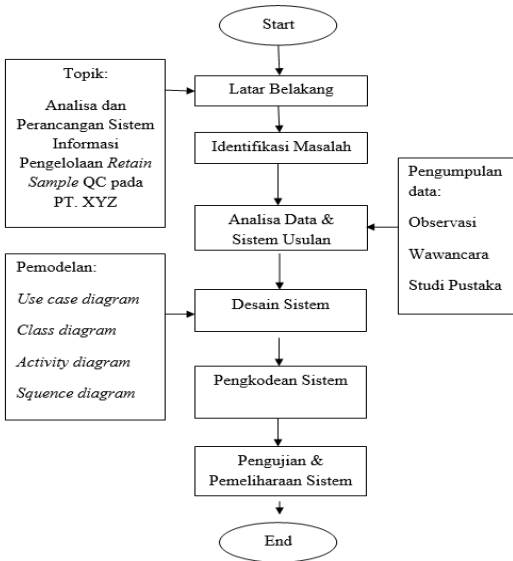 Start
Topik:
Analisa dan
Perancangan Sistem
Informasi
Pengelolaan Retain
Sample QC pada
PT. XYZ
Latar Belakang
Identifikasi Masalah
Pengumpulan
data:
Observasi
Wawancara
Studi Pustaka
Analisa Data &
Sistem Usulan
Pemodelan:
Use case diagram
Class diagram
Activity diagram
Squence diagram
Desain Sistem
Pengkodean Sistem
Pengujian &
Pemeliharaan Sistem
End